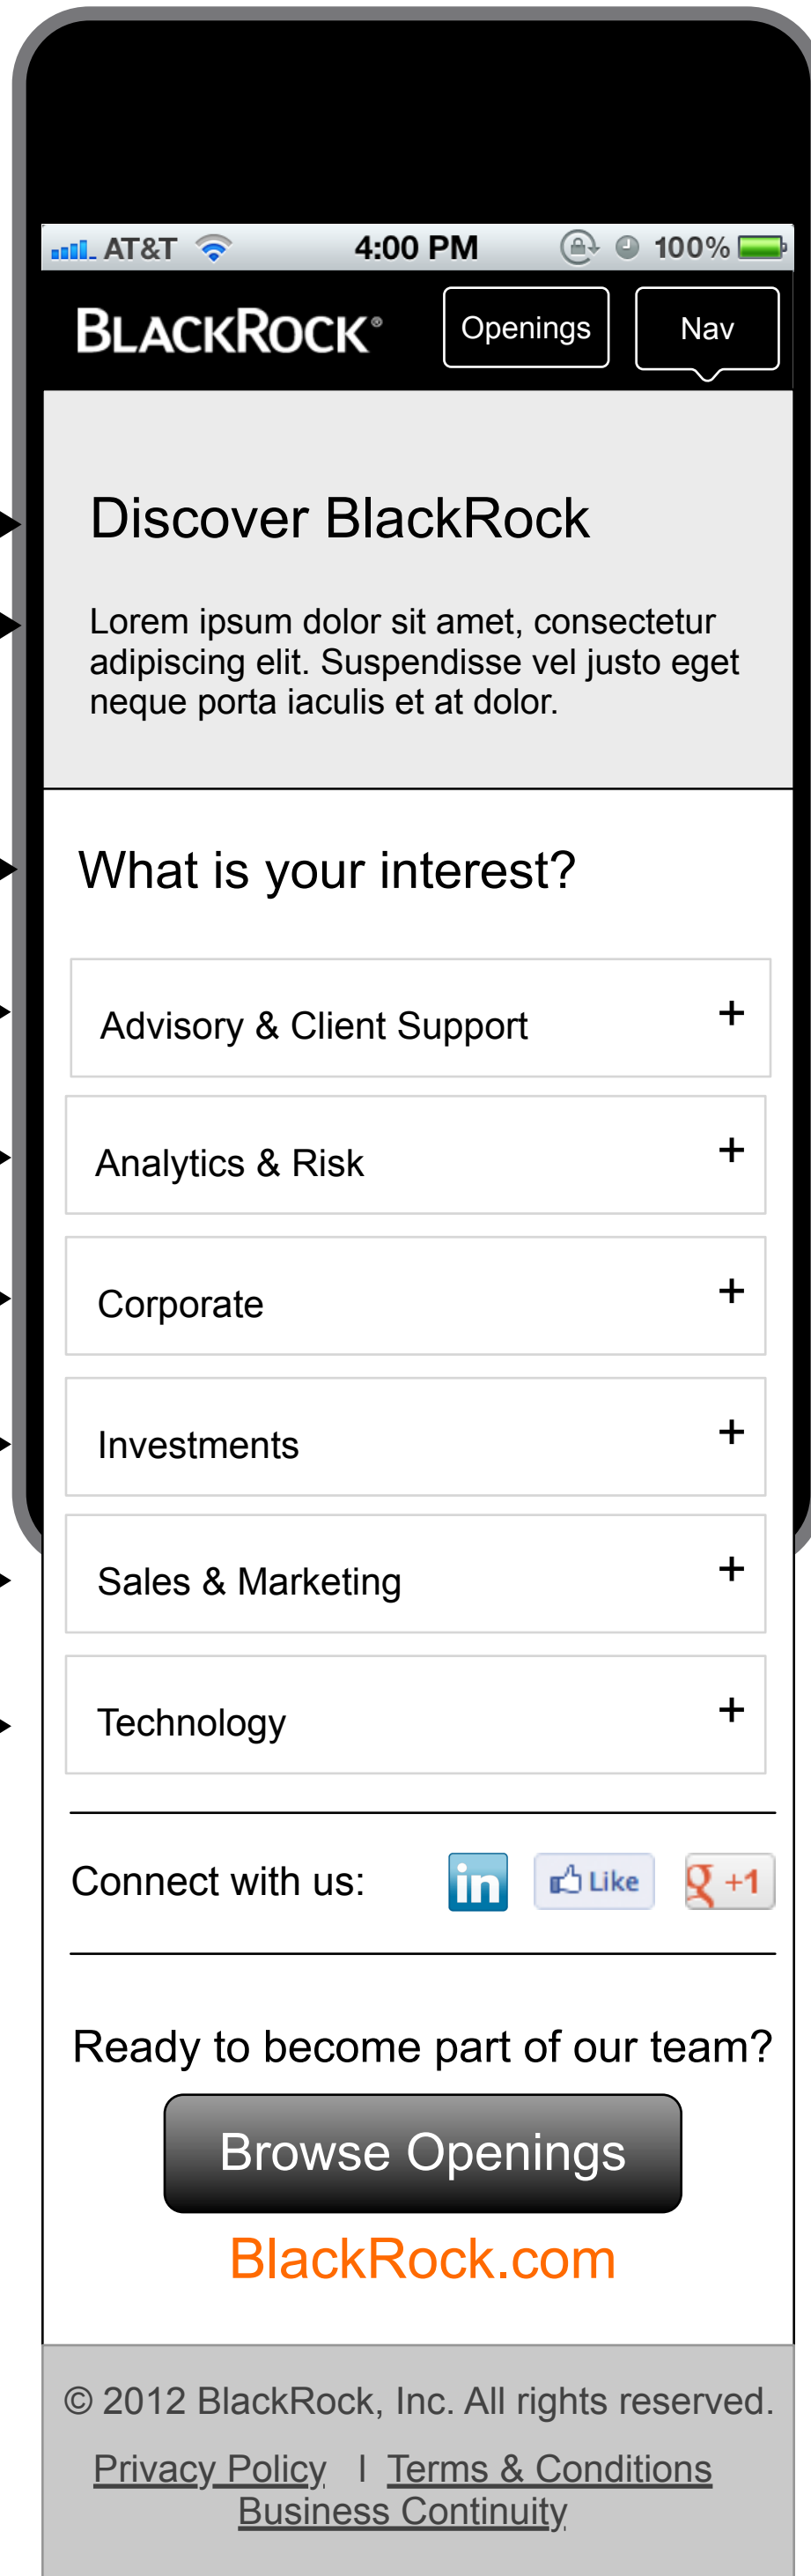 AT&T 4:00 PM 100%
BLACKROCK® Openings Nav
Discover BlackRock
Lorem ipsum dolor sit amet, consectetur
adipiscing elit. Suspendisse vel justo eget
neque porta iaculis et at dolor.
What is your interest?
Advisory & Client Support +
Analytics & Risk +
Corporate +
Investments +
Sales & Marketing +
Technology +
Connect with us: in Like g +1
Ready to become part of our team?
Browse Openings
BlackRock.com
© 2012 BlackRock, Inc. All rights reserved.
Privacy Policy | Terms & Conditions
Business Continuity